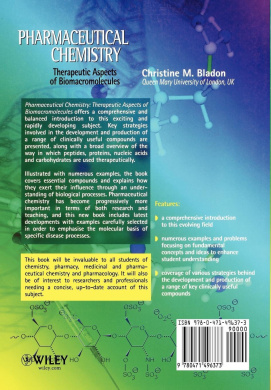 PHARMACEUTICAL
CHEMISTRY
Therapeutic Aspects
of Biomacromolecules
Christine M. Bladon
Queen Mary University of London, UK
Pharmaceutical Chemistry: Therapeutic Aspects of
Biomacromolecules offers a comprehensive and
balanced introduction to this exciting and
rapidly developing subject. Key strategies
involved in the development and production of
a range of clinically useful compounds are
presented, along with a broad overview of the
way in which peptides, proteins, nucleic acids
and carbohydrates are used therapeutically.
Illustrated with numerous examples, the book
covers essential compounds and explains how
they exert their influence through an under-
standing of biological processes. Pharmaceutical
chemistry has become progressively more
important in terms of both research and
teaching, and this new book includes latest
developments with examples carefully selected
in order to emphasise the molecular basis of
specific disease processes.
This book will be invaluable to all students of
chemistry, pharmacy, medicinal and pharma-
ceutical chemistry and pharmacology. It will also
be of interest to researchers and professionals
needing a concise, up-to-date account of this
subject.
Features:
a comprehensive introduction
to this evolving field
numerous examples and problems
focusing on fundamental
concepts and ideas to enhance
student understanding
coverage of various strategies behind
the development and production of
a range of key clinically useful
compounds
ISBN 978-0-471-49637-3
90000
9 780471 496373
WILEY